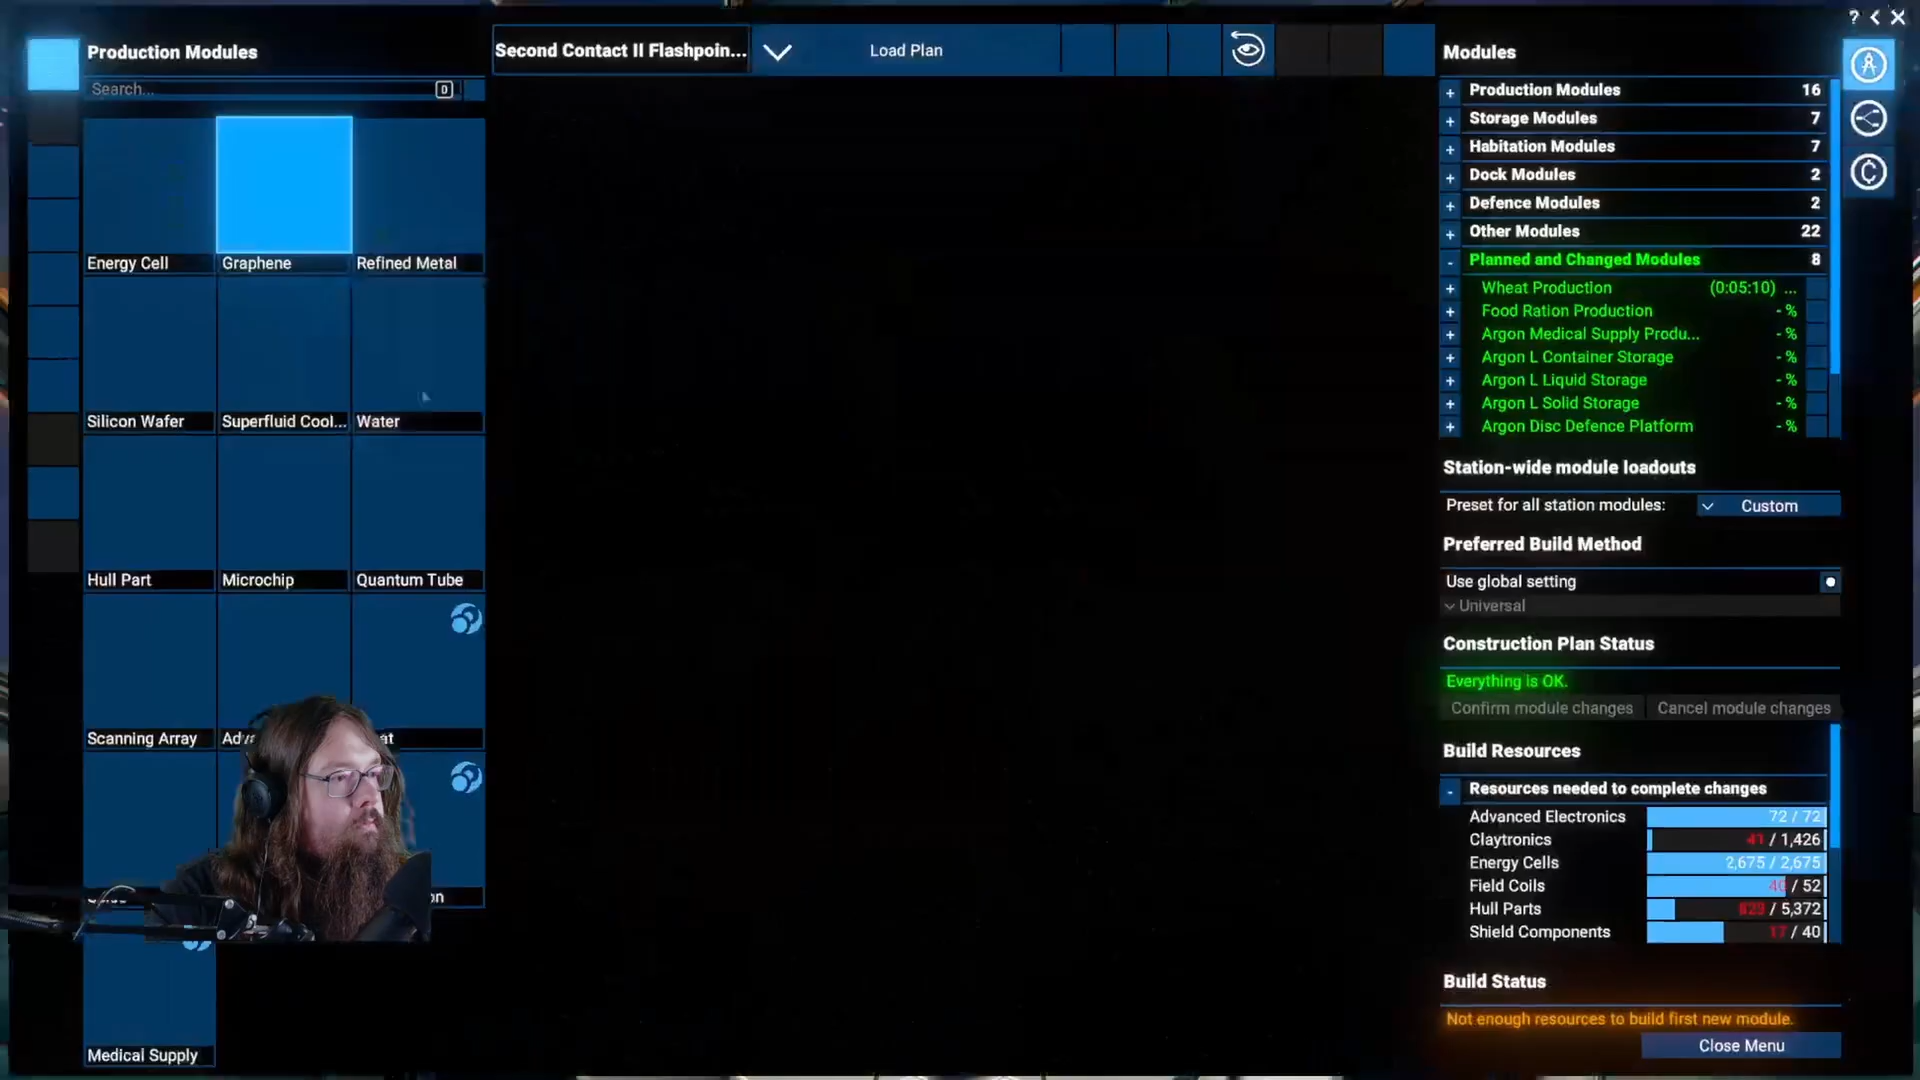 Production Modules
Search...
D
Energy Cell
Graphene
Refined Metal
Silicon Wafer
Superfluid Cool...
Water
Hull Part
Microchip
Quantum Tube
Scanning Array
Medical Supply
Second Contact II Flashpoin...
Load Plan
?
Modules
Production Modules 16
Storage Modules 7
Habitation Modules 7
Dock Modules 2
Defence Modules 2
Other Modules 22
Planned and Changed Modules 8
Wheat Production (0:05:10) ...
Food Ration Production - %
Argon Medical Supply Produ... - %
Argon L Container Storage - %
Argon L Liquid Storage - %
Argon L Solid Storage - %
Argon Disc Defence Platform - %
Station-wide module loadouts
Preset for all station modules: Custom
Preferred Build Method
Use global setting
Universal
Construction Plan Status
Everything is OK.
Confirm module changes Cancel module changes
Build Resources
Resources needed to complete changes
Advanced Electronics 72 / 72
Claytronics 41 / 1,426
Energy Cells 2,675 / 2,675
Field Coils 40 / 52
Hull Parts / 5,372
Shield Components 17 / 40
Build Status
Not enough resources to build first new module.
Close Menu